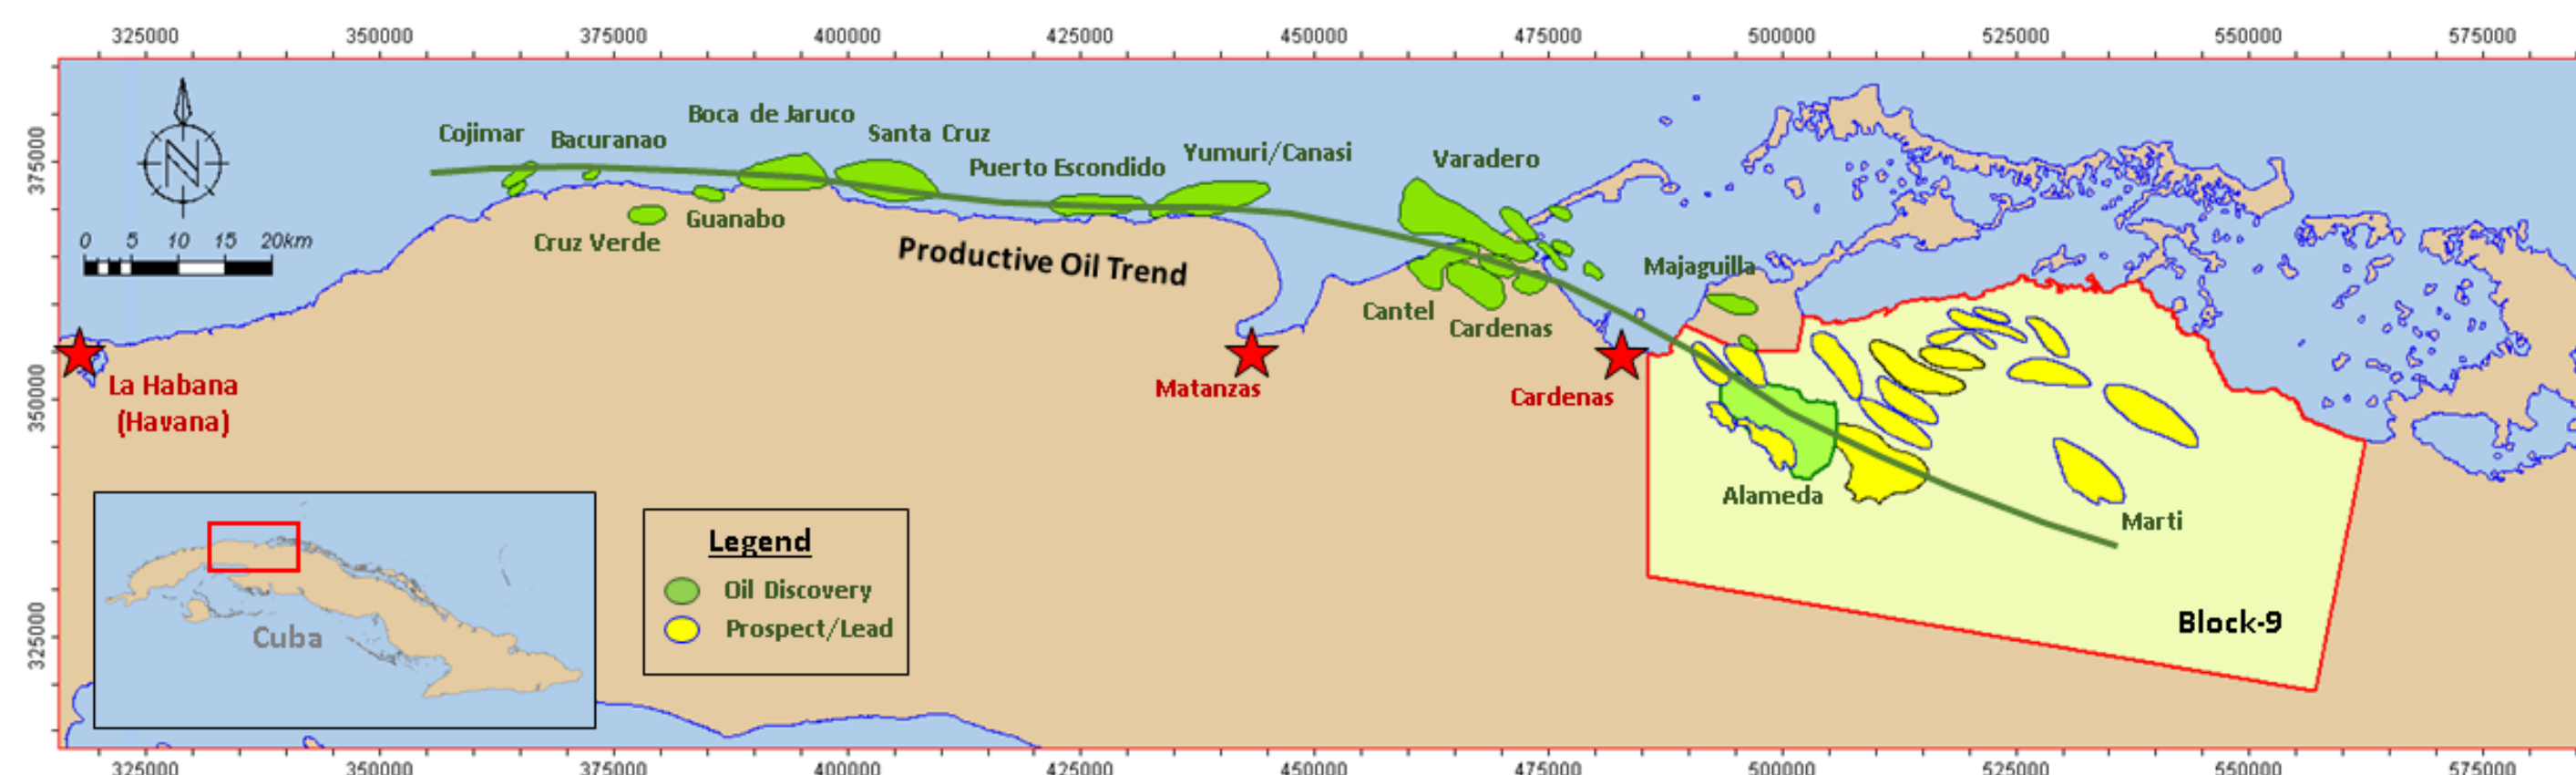 325000 350000 375000 400000 425000 450000 475000 500000 525000 550000 575000
375000
350000
325000
Cojimar
Bacuranao
Boca de Jaruco
Santa Cruz
Puerto Escondido
Yumuri/Canasi
Varadero
Guanabo
Cruz Verde
0 5 10 15 20km
N
Productive Oil Trend
Majaguilla
Cantel
Cardenas
La Habana
(Havana)
Matanzas
Cardenas
Alameda
Marti
Block-9
Cuba
Legend
Oil Discovery
Prospect/Lead
325000 350000 375000 400000 425000 450000 475000 500000 525000 550000 575000